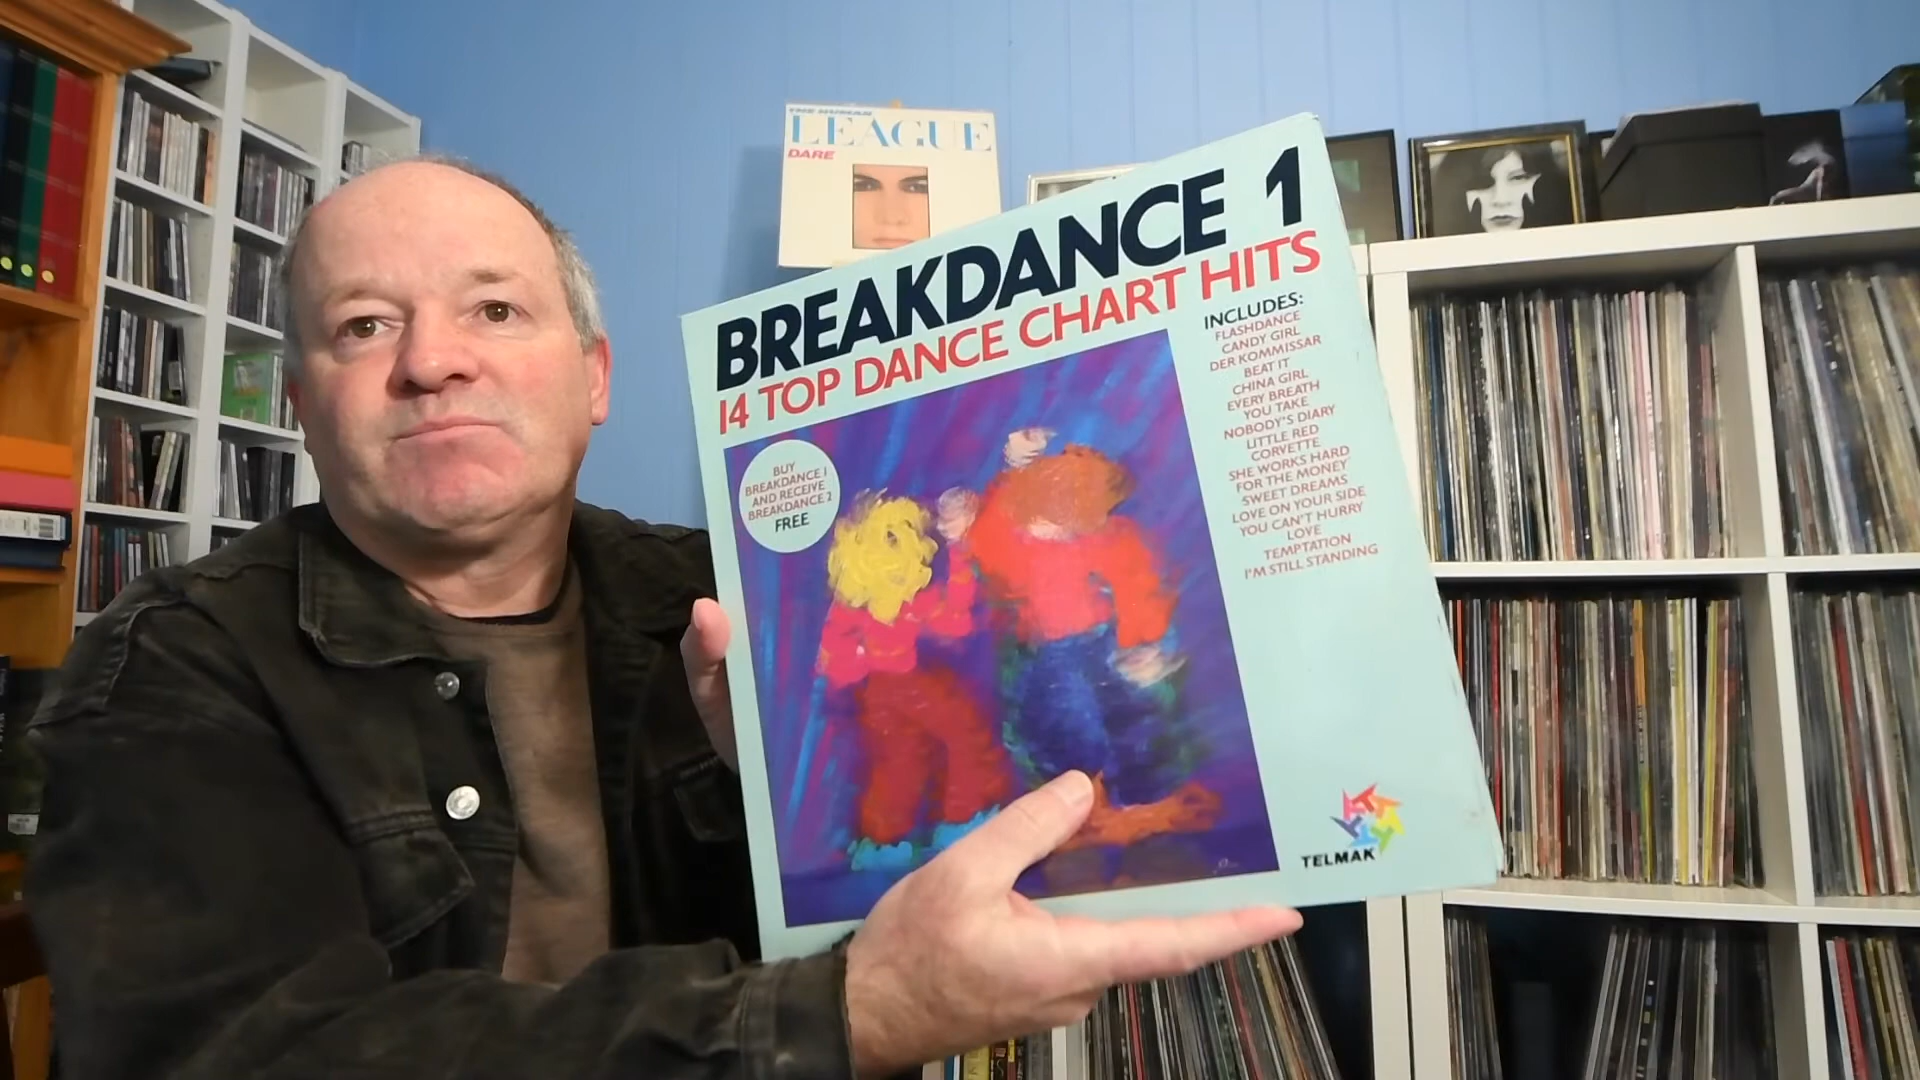 THE HUMAN
LEAGUE
DARE
BREAKDANCE 1
14 TOP DANCE CHART HITS
INCLUDES:
FLASHDANCE
CANDY GIRL
DER KOMMISSAR
BEAT IT
CHINA GIRL
EVERY BREATH
YOU TAKE
NOBODY'S DIARY
LITTLE RED
CORVETTE
SHE WORKS HARD
FOR THE MONEY
SWEET DREAMS
LOVE ON YOUR SIDE
YOU CAN'T HURRY
LOVE
TEMPTATION
I'M STILL STANDING
BUY
BREAKDANCE 1
AND RECEIVE
BREAKDANCE 2
FREE
TELMAK